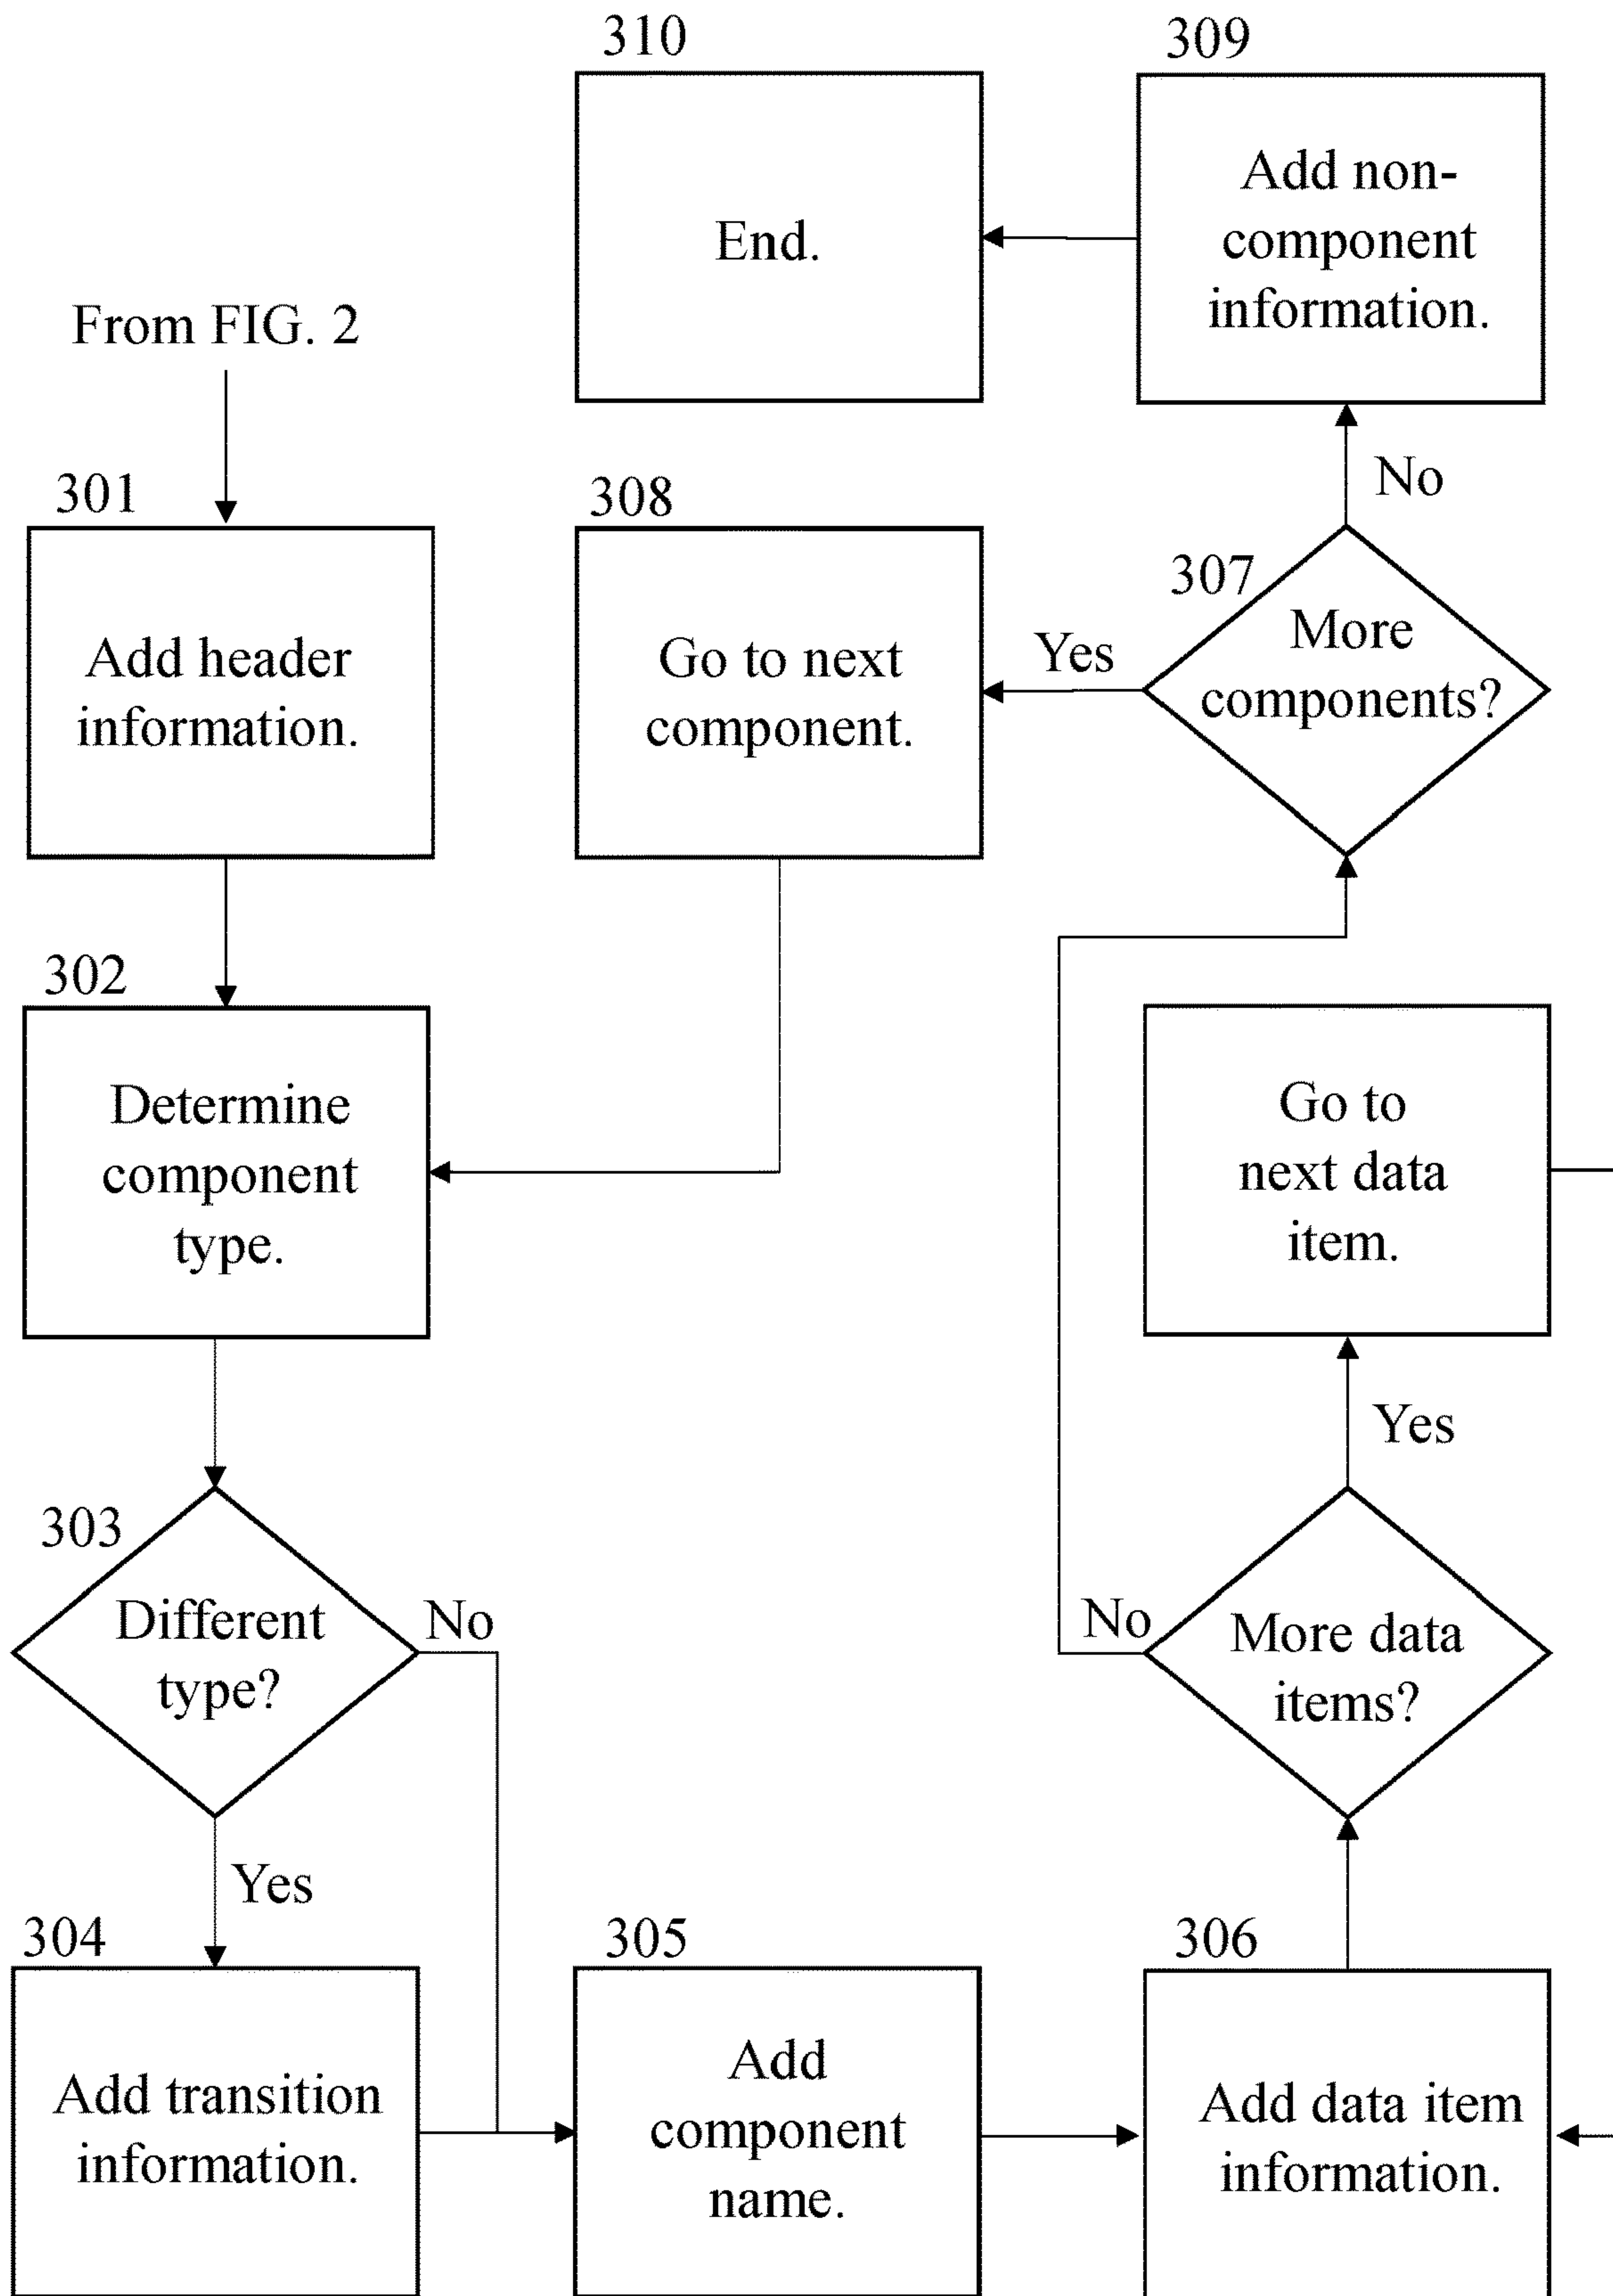 310
End.
309
Add non-
component
information.
From FIG. 2
301
Add header
information.
308
Go to next
component.
Yes
307
More
components?
No
302
Determine
component
type.
Go to
next data
item.
Yes
303
Different
type?
No
No
More data
items?
Yes
304
Add transition
information.
305
Add
component
name.
306
Add data item
information.